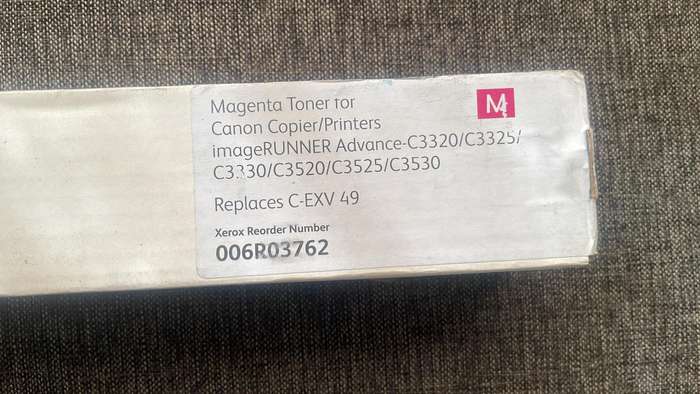 Magenta Toner for
M
Canon Copier/Printers
imageRUNNER Advance-C3320/C3325/
C3330/C3520/C3525/C3530
Replaces C-EXV 49
Xerox Reorder Number
006R03762